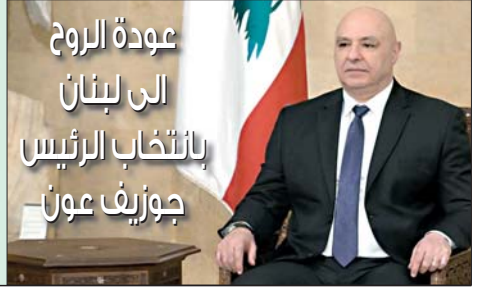 عودة الروح
الى لبنان
بانتخاب الرئيس
جوزيف عون